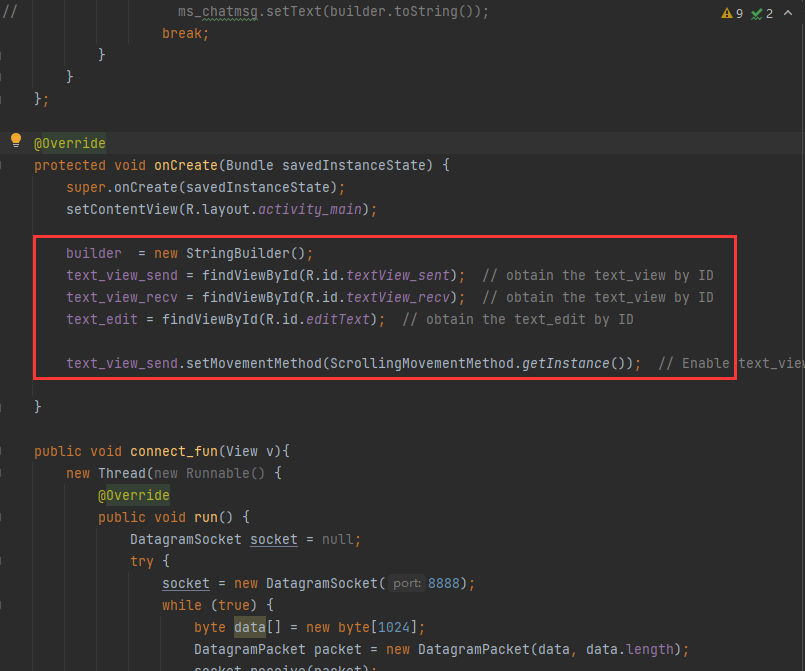 // ms_chatmsg.setText(builder.toString());
9 2
break;
}
}
};
@Override
protected void onCreate(Bundle savedInstanceState) {
super.onCreate(savedInstanceState);
setContentView(R.layout.activity_main);
builder = new StringBuilder();
text_view_send = findViewById(R.id.textView_sent); // obtain the text_view by ID
text_view_recv = findViewById(R.id.textView_recv); // obtain the text_view by ID
text_edit = findViewById(R.id.editText); // obtain the text_edit by ID
text_view_send.setMovementMethod(ScrollingMovementMethod.getInstance()); // Enable text_view
}
public void connect_fun(View v){
new Thread(new Runnable() {
@Override
public void run() {
DatagramSocket socket = null;
try {
socket = new DatagramSocket( port: 8888);
while (true) {
byte data[] = new byte[1024];
DatagramPacket packet = new DatagramPacket(data, data.length);
socket.receive(packet);